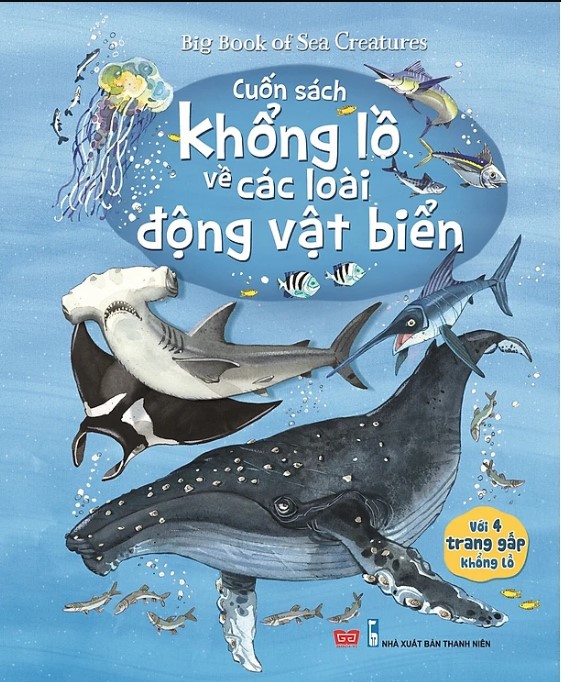 Big Book of Sea Creatures
Cuốn sách
khổng lồ
về các loài
động vật biển
Với 4
trang gấp
khổng lồ
NHÀ XUẤT BẢN THANH NIÊN